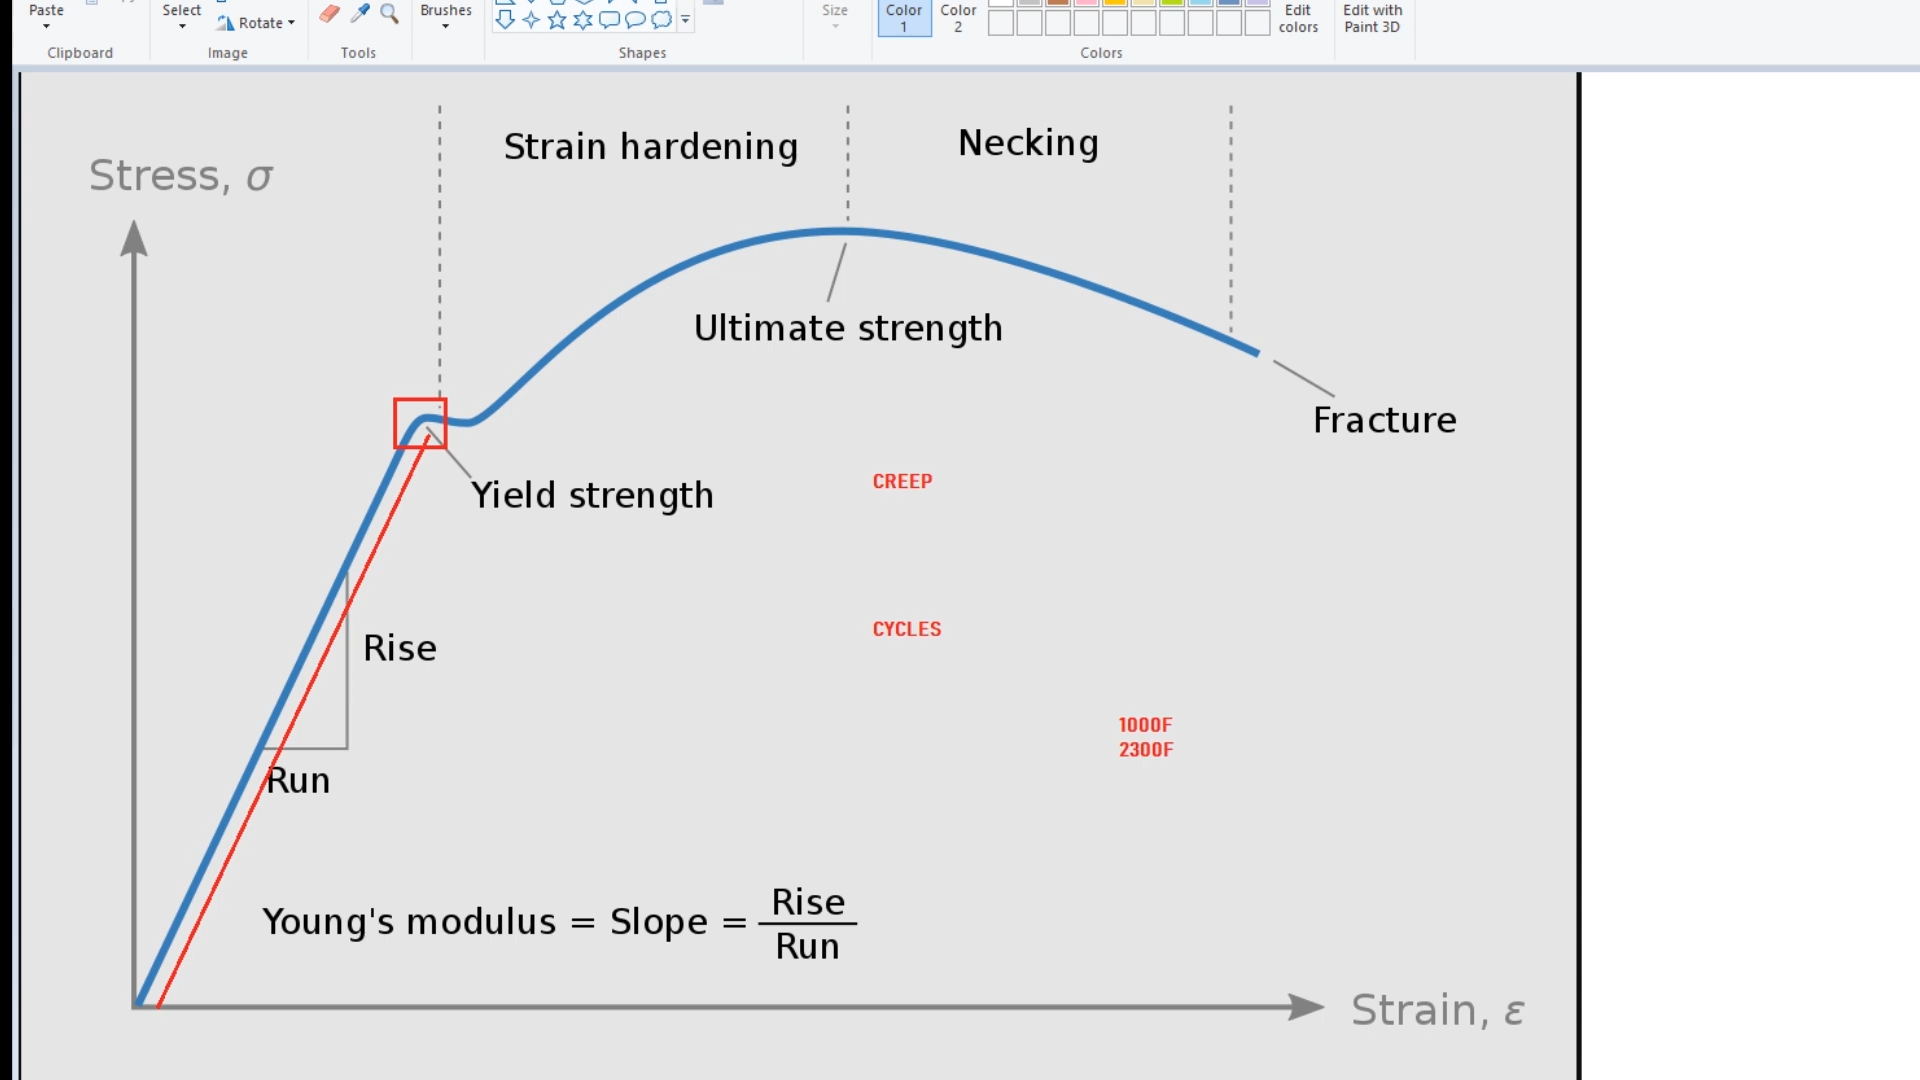 Paste
Select
Rotate
Brushes
Size
Color 1
Color 2
Edit colors
Edit with Paint 3D
Clipboard
Image
Tools
Shapes
Colors
Strain hardening
Necking
Stress, σ
Ultimate strength
Fracture
Yield strength
CREEP
CYCLES
Rise
1000F
2300F
Run
Young's modulus = Slope = Rise
Run
Strain, ε